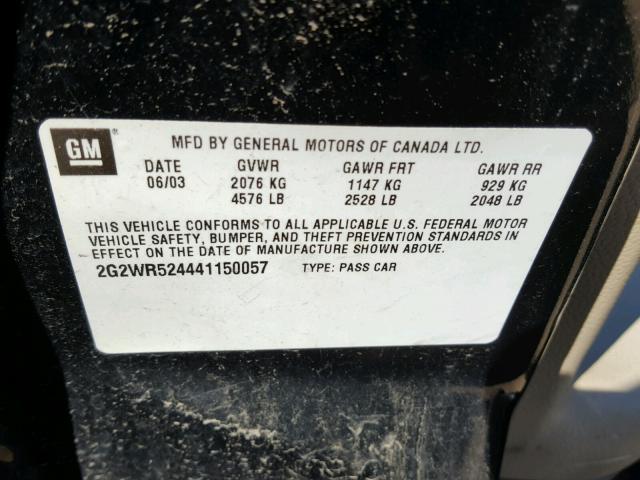 GM ® MFD BY GENERAL MOTORS OF CANADA LTD.
DATE GVWR GAWR FRT GAWR RR
06/03 2076 KG 1147 KG 929 KG
4576 LB 2528 LB 2048 LB
THIS VEHICLE CONFORMS TO ALL APPLICABLE U.S. FEDERAL MOTOR
VEHICLE SAFETY, BUMPER, AND THEFT PREVENTION STANDARDS IN
EFFECT ON THE DATE OF MANUFACTURE SHOWN ABOVE.
2G2WR524441150057 TYPE: PASS CAR